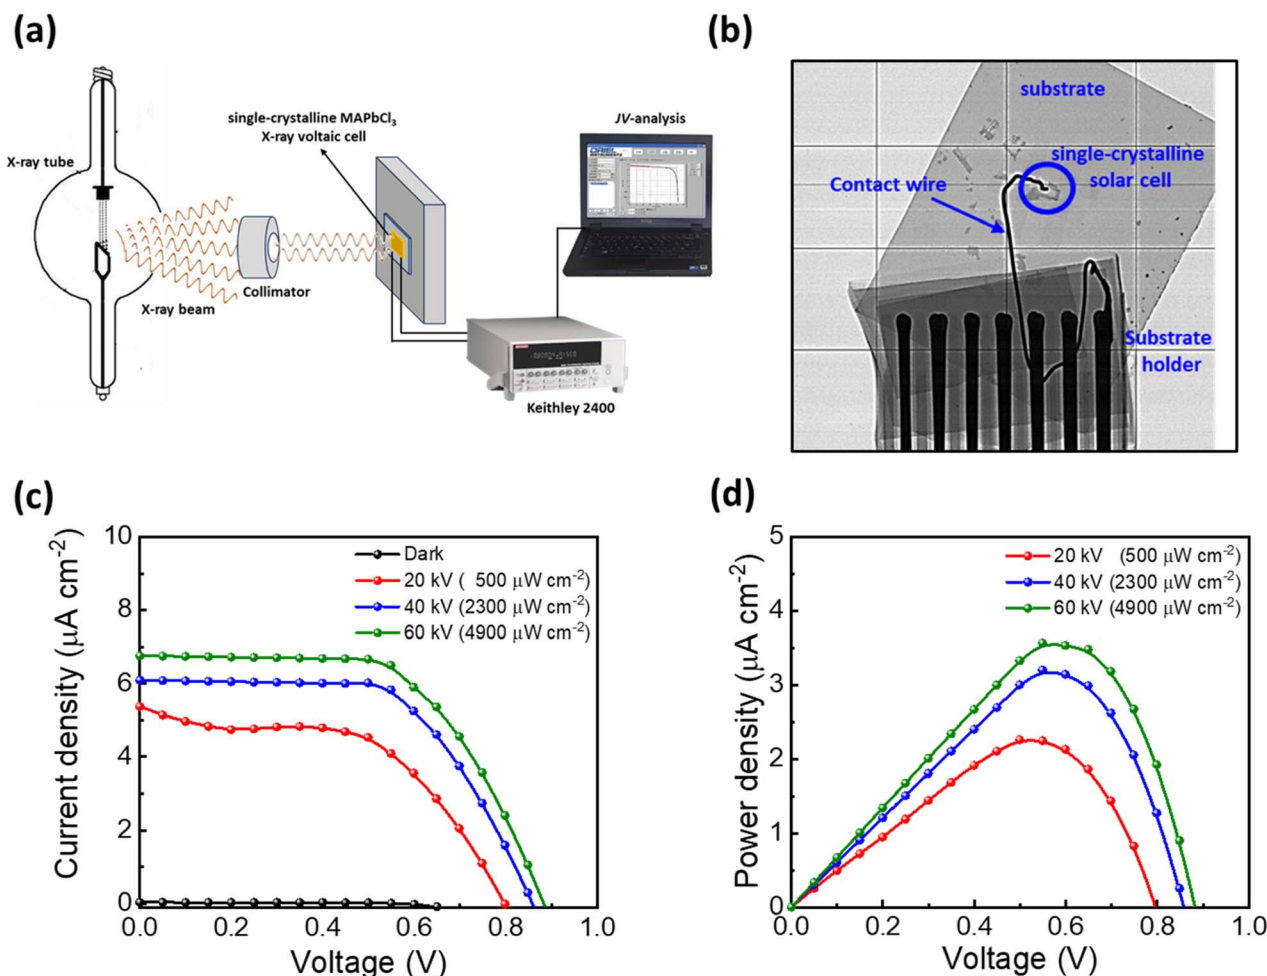 (a)
X-ray tube
single-crystalline MAPbCl₃
X-ray voltaic cell
JV-analysis
X-ray beam
Collimator
Keithley 2400
(b)
substrate
single-crystalline
solar cell
Contact wire
Substrate
holder
(c)
Current density (μA cm⁻²)
10
8
6
4
2
0
Dark
20 kV ( 500 μW cm⁻²)
40 kV (2300 μW cm⁻²)
60 kV (4900 μW cm⁻²)
0.0 0.2 0.4 0.6 0.8 1.0
Voltage (V)
(d)
Power density (μA cm⁻²)
5
4
3
2
1
0
20 kV (500 μW cm⁻²)
40 kV (2300 μW cm⁻²)
60 kV (4900 μW cm⁻²)
0.0 0.2 0.4 0.6 0.8 1.0
Voltage (V)